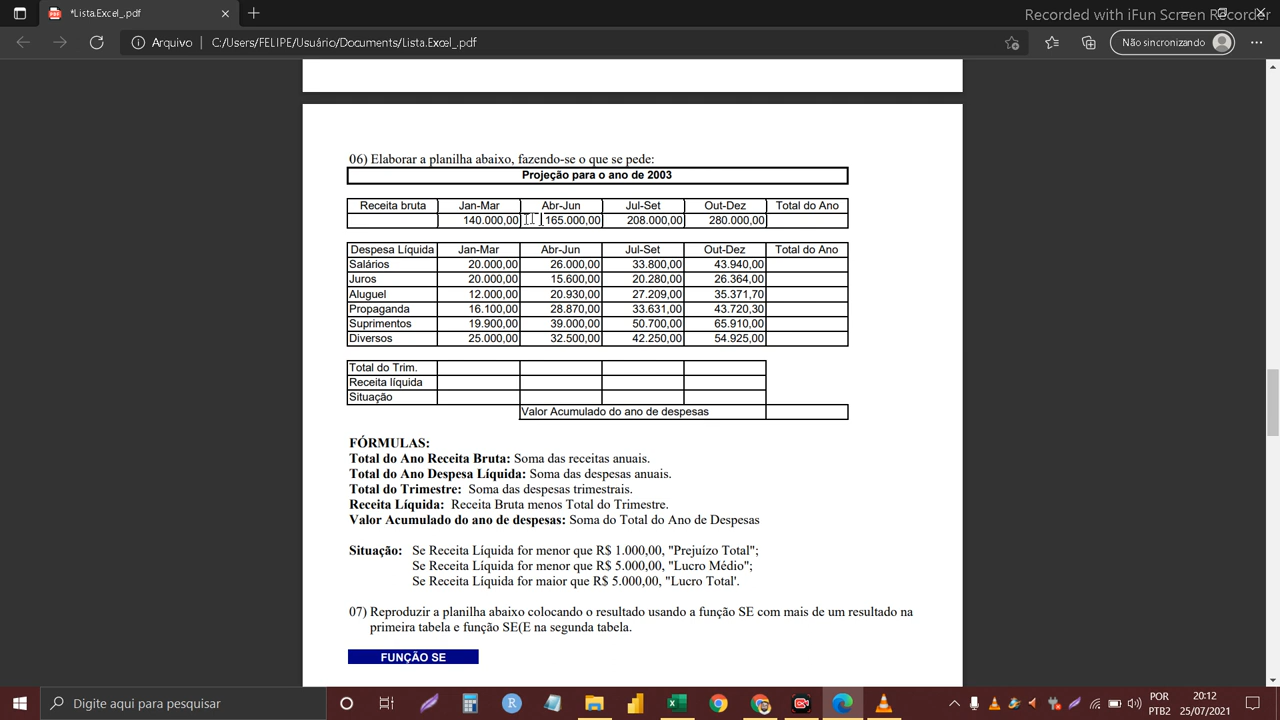 *Lista.Excel_.pdf
Recorded with iFun Screen Recorder
Arquivo | C:/Users/FELIPE/Usuário/Documents/Lista.Excel_.pdf
Não sincronizando
06) Elaborar a planilha abaixo, fazendo-se o que se pede:
Projeção para o ano de 2003
Receita bruta Jan-Mar Abr-Jun Jul-Set Out-Dez Total do Ano
140.000,00 165.000,00 208.000,00 280.000,00
Despesa Líquida Jan-Mar Abr-Jun Jul-Set Out-Dez Total do Ano
Salários 20.000,00 26.000,00 33.800,00 43.940,00
Juros 20.000,00 15.600,00 20.280,00 26.364,00
Aluguel 12.000,00 20.930,00 27.209,00 35.371,70
Propaganda 16.100,00 28.870,00 33.631,00 43.720,30
Suprimentos 19.900,00 39.000,00 50.700,00 65.910,00
Diversos 25.000,00 32.500,00 42.250,00 54.925,00
Total do Trim.
Receita líquida
Situação
Valor Acumulado do ano de despesas
FÓRMULAS:
Total do Ano Receita Bruta: Soma das receitas anuais.
Total do Ano Despesa Líquida: Soma das despesas anuais.
Total do Trimestre: Soma das despesas trimestrais.
Receita Líquida: Receita Bruta menos Total do Trimestre.
Valor Acumulado do ano de despesas: Soma do Total do Ano de Despesas
Situação: Se Receita Líquida for menor que R$ 1.000,00, "Prejuízo Total";
Se Receita Líquida for menor que R$ 5.000,00, "Lucro Médio";
Se Receita Líquida for maior que R$ 5.000,00, "Lucro Total'.
07) Reproduzir a planilha abaixo colocando o resultado usando a função SE com mais de um resultado na
primeira tabela e função SE(E na segunda tabela.
FUNÇÃO SE
Digite aqui para pesquisar
POR 20:12
PTB2 25/07/2021